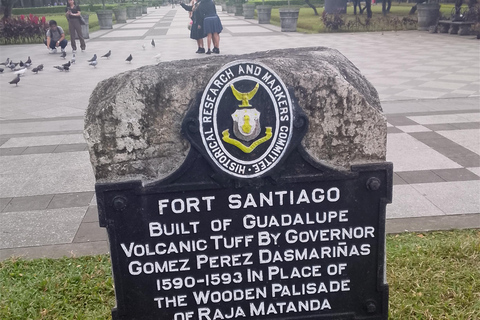 HISTORICAL RESEARCH AND MARKERS COMMITTEE
FORT SANTIAGO
BUILT OF GUADALUPE
VOLCANIC TUFF BY GOVERNOR
GOMEZ PEREZ DASMARIÑAS
1590-1593 IN PLACE OF
THE WOODEN PALISADE
OF RAJA MATANDA